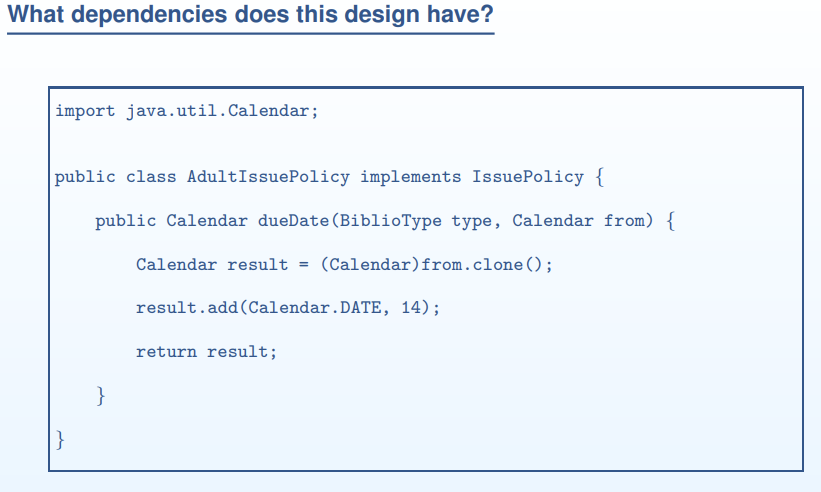 What dependencies does this design have?
import java.util.Calendar;
public class AdultIssuePolicy implements IssuePolicy {
public Calendar dueDate(BiblioType type, Calendar from) {
Calendar result = (Calendar)from.clone();
result.add(Calendar.DATE, 14);
return result;
}
}